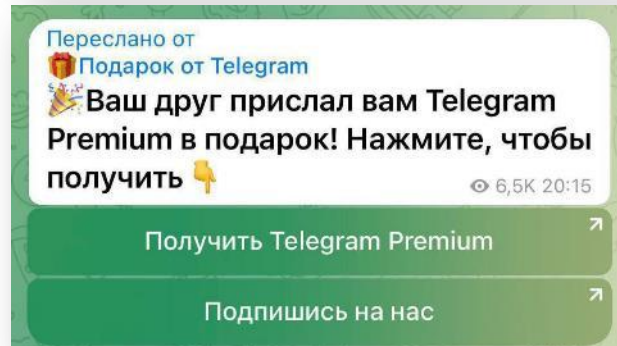 Переслано от
🎁Подарок от Telegram
🎉Ваш друг прислал вам Telegram
Premium в подарок! Нажмите, чтобы
получить 👇
6,5K 20:15
Получить Telegram Premium
Подпишись на нас